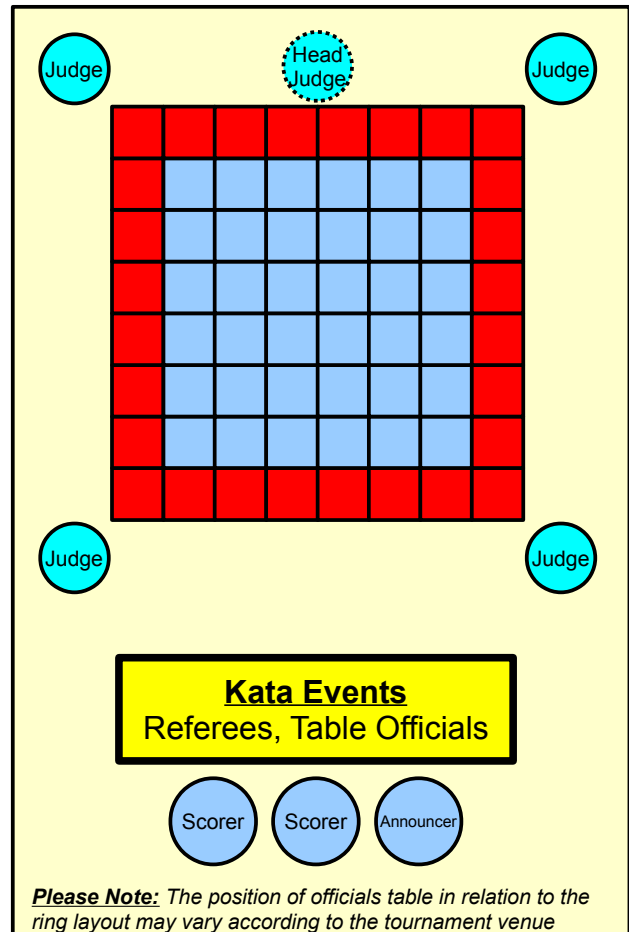 Judge
Head
Judge
Judge
Judge
Judge
Kata Events
Referees, Table Officials
Scorer
Scorer
Announcer
Please Note: The position of officials table in relation to the
ring layout may vary according to the tournament venue